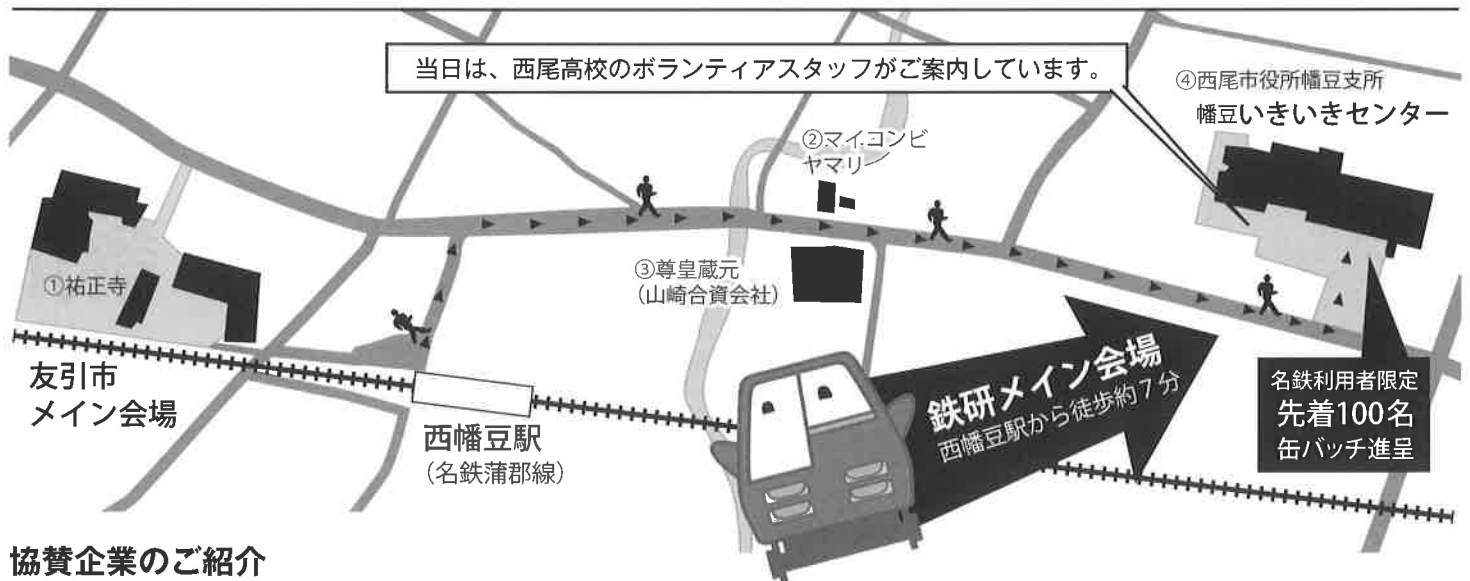 当日は、西尾高校のボランティアスタッフがご案内しています。
④西尾市役所幡豆支所
幡豆いきいきセンター
②マイコンビ
ヤマリ
③尊皇蔵元
(山崎合資会社)
①祐正寺
友引市
メイン会場
西幡豆駅
(名鉄蒲郡線)
鉄研メイン会場
西幡豆駅から徒歩約7分
名鉄利用者限定
先着100名
缶バッチ進呈
協賛企業のご紹介